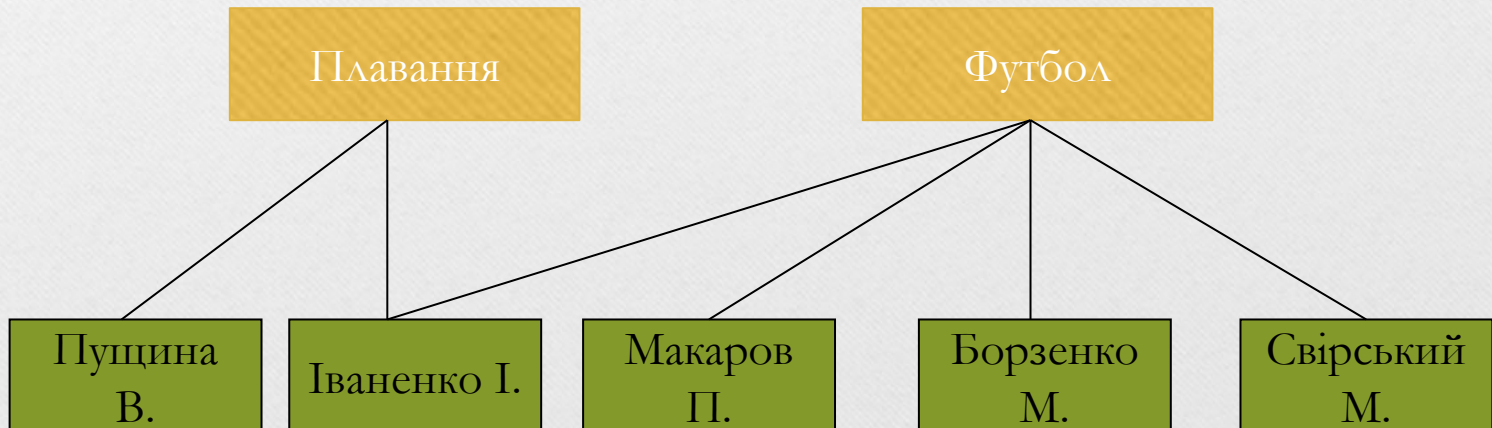 Плавання
Футбол
Пущина
В.
Іваненко І.
Макаров
П.
Борзенко
М.
Свірський
М.